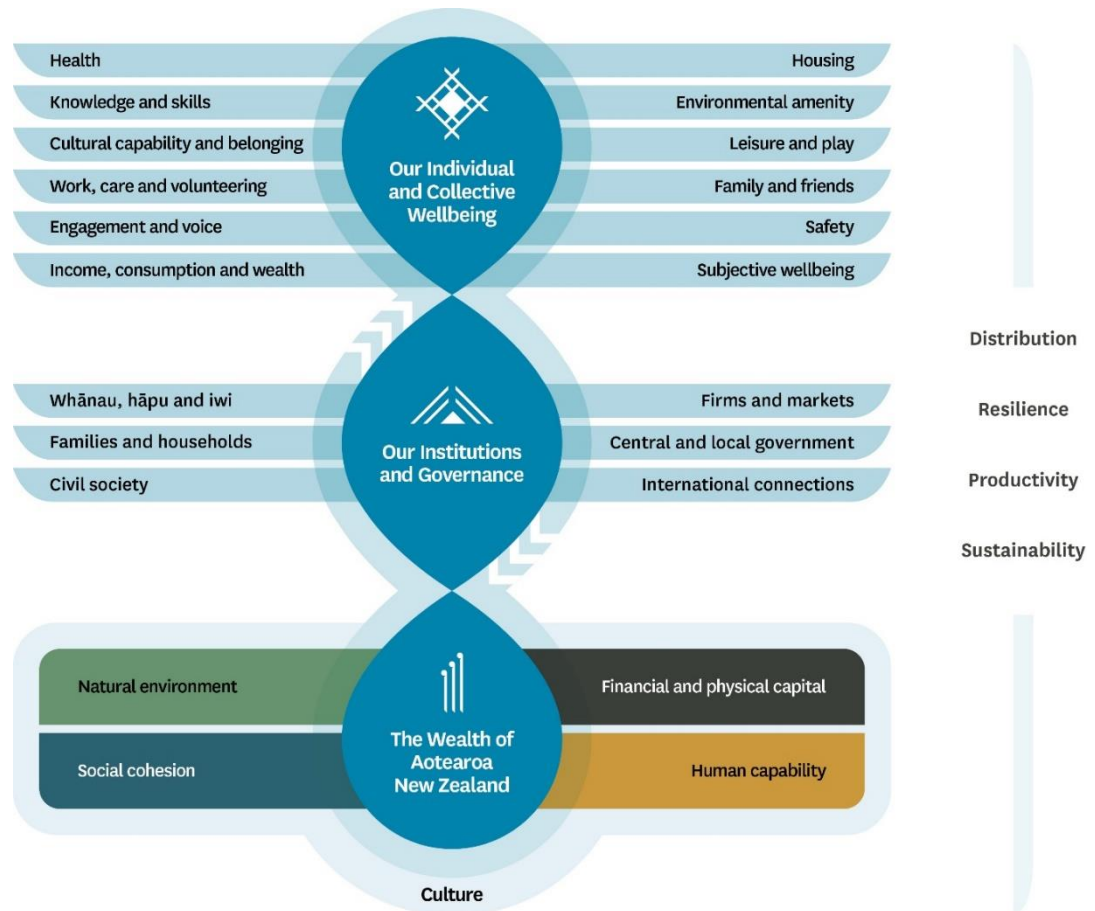 Health
Housing
Knowledge and skills
Environmental amenity
Cultural capability and belonging
Leisure and play
Our Individual
and Collective
Wellbeing
Work, care and volunteering
Family and friends
Engagement and voice
Safety
Income, consumption and wealth
Subjective wellbeing
Whānau, hāpu and iwi
Firms and markets
Families and households
Central and local government
Our Institutions
and Governance
Civil society
International connections
Distribution
Resilience
Productivity
Sustainability
Natural environment
Financial and physical capital
Social cohesion
Human capability
The Wealth of
Aotearoa
New Zealand
Culture